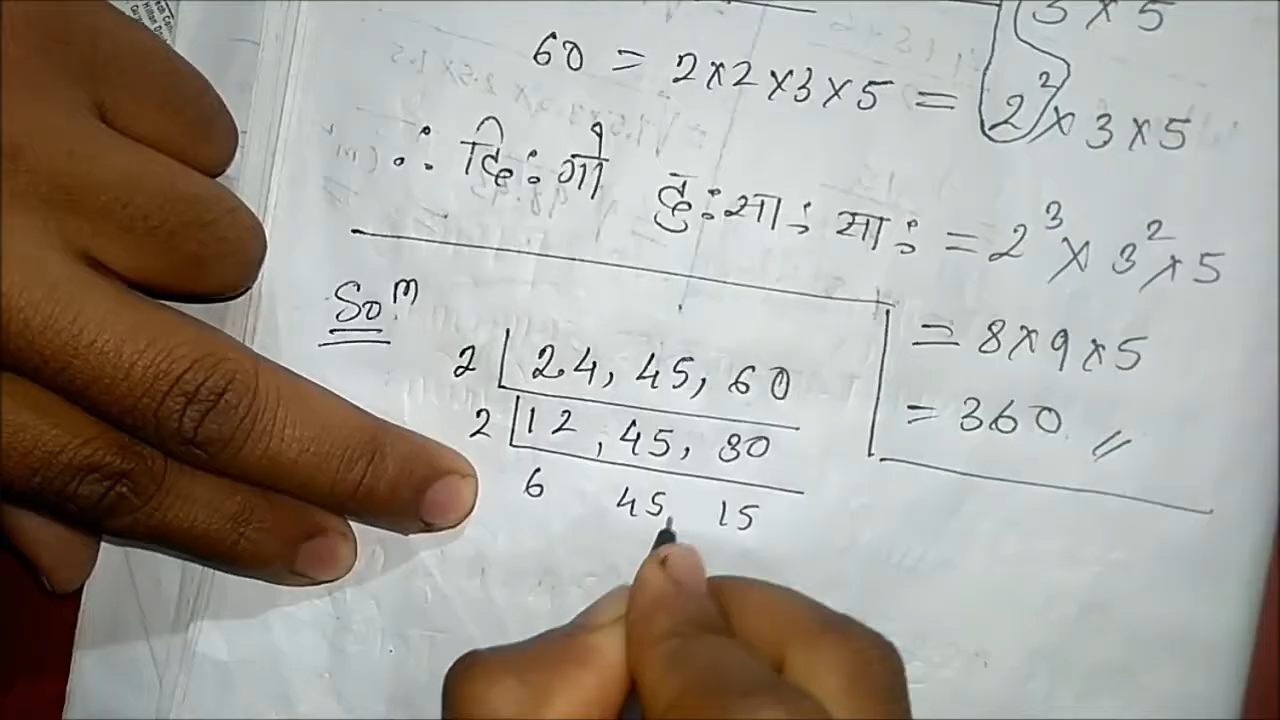 3 × 5
60 = 2×2×3×5 = 2² × 3 × 5
∴ दि: गो दु: सा: सा: = 2³ × 3² × 5
= 8×9×5
= 360 //
Soⁿ
2 | 24, 45, 60
2 | 12, 45, 30
6 45, 15